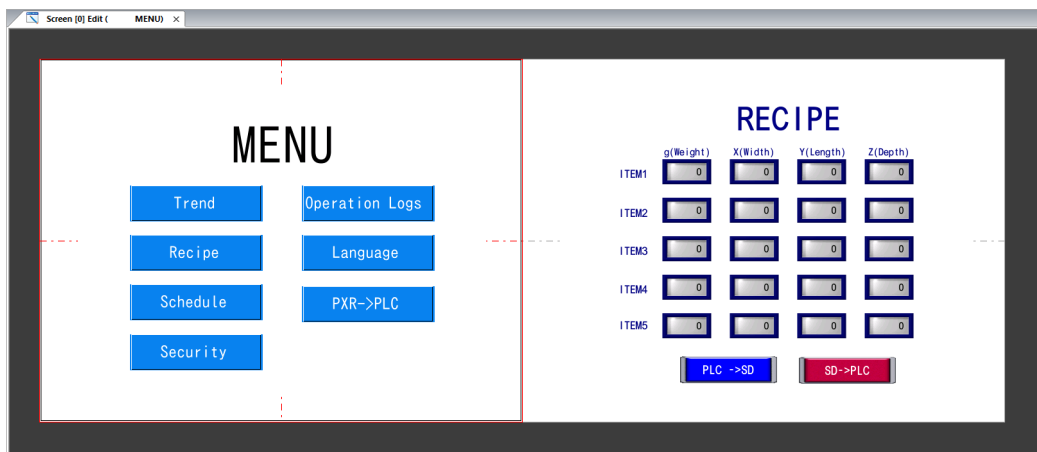 Screen [0] Edit ( MENU) ×
MENU
Trend
Operation Logs
Recipe
Language
Schedule
PXR->PLC
Security
RECIPE
g(Weight) X(Width) Y(Length) Z(Depth)
ITEM1 0 0 0 0
ITEM2 0 0 0 0
ITEM3 0 0 0 0
ITEM4 0 0 0 0
ITEM5 0 0 0 0
PLC ->SD
SD->PLC